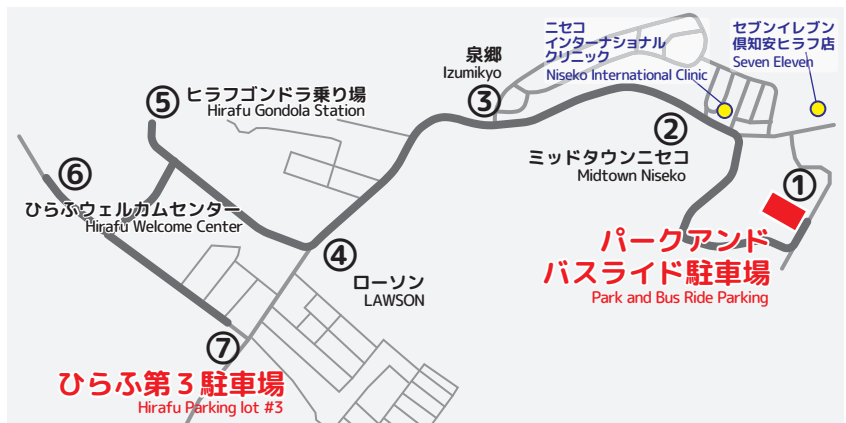 ニセコ
インターナショナル
クリニック
Niseko International Clinic
セブンイレブン
倶知安ヒラフ店
Seven Eleven
泉郷
Izumikyo
③
⑤
ヒラフゴンドラ乗り場
Hirafu Gondola Station
②
ミッドタウンニセコ
Midtown Niseko
①
パークアンド
バスライド駐車場
Park and Bus Ride Parking
⑥
ひらふウェルカムセンター
Hirafu Welcome Center
④
ローソン
LAWSON
⑦
ひらふ第3駐車場
Hirafu Parking lot #3